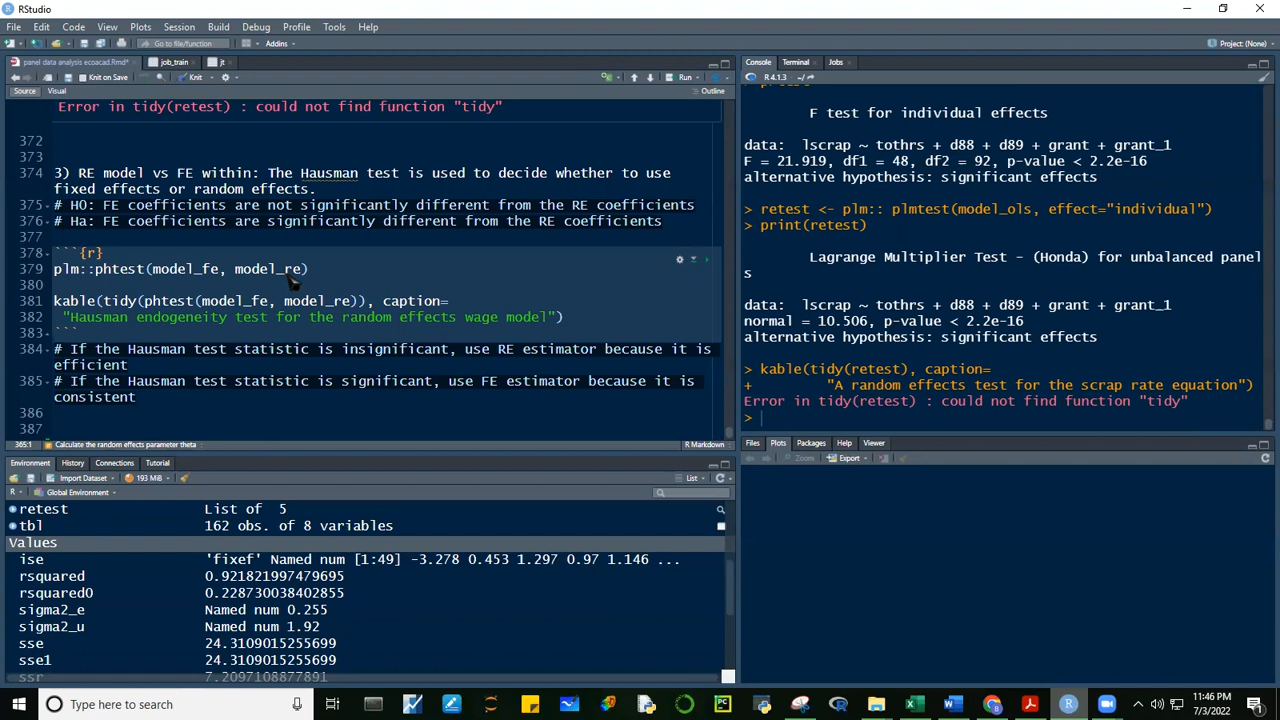 RStudio
File Edit Code View Plots Session Build Debug Profile Tools Help
Go to file/function
Addins
Project: (None)
panel data analysis ecoacad.Rmd*
job_train
jt
Knit on Save
Knit
Run
Source
Visual
Outline
Error in tidy(retest) : could not find function "tidy"
372
373
374 3) RE model vs FE within: The Hausman test is used to decide whether to use
fixed effects or random effects.
375 # HO: FE coefficients are not significantly different from the RE coefficients
376 # Ha: FE coefficients are significantly different from the RE coefficients
377
378 ```{r}
379 plm::phtest(model_fe, model_re)
380
381 kable(tidy(phtest(model_fe, model_re)), caption=
382 "Hausman endogeneity test for the random effects wage model")
383 ```
384 # If the Hausman test statistic is insignificant, use RE estimator because it is
efficient
385 # If the Hausman test statistic is significant, use FE estimator because it is
consistent
386
387
365:1 Calculate the random effects parameter theta
R Markdown
Console Terminal Jobs
R 4.1.3 · ~/
F test for individual effects
data: lscrap ~ tothrs + d88 + d89 + grant + grant_1
F = 21.919, df1 = 48, df2 = 92, p-value < 2.2e-16
alternative hypothesis: significant effects
> retest <- plm:: plmtest(model_ols, effect="individual")
> print(retest)
Lagrange Multiplier Test - (Honda) for unbalanced panel
s
data: lscrap ~ tothrs + d88 + d89 + grant + grant_1
normal = 10.506, p-value < 2.2e-16
alternative hypothesis: significant effects
> kable(tidy(retest), caption=
+ "A random effects test for the scrap rate equation")
Error in tidy(retest) : could not find function "tidy"
>
Environment History Connections Tutorial
Import Dataset
193 MiB
List
R
Global Environment
retest List of 5
tbl 162 obs. of 8 variables
Values
ise 'fixef' Named num [1:49] -3.278 0.453 1.297 0.97 1.146 ...
rsquared 0.921821997479695
rsquared0 0.228730038402855
sigma2_e Named num 0.255
sigma2_u Named num 1.92
sse 24.3109015255699
sse1 24.3109015255699
ssr 7.2097108877891
Files Plots Packages Help Viewer
Zoom
Export
Type here to search
11:46 PM
7/3/2022